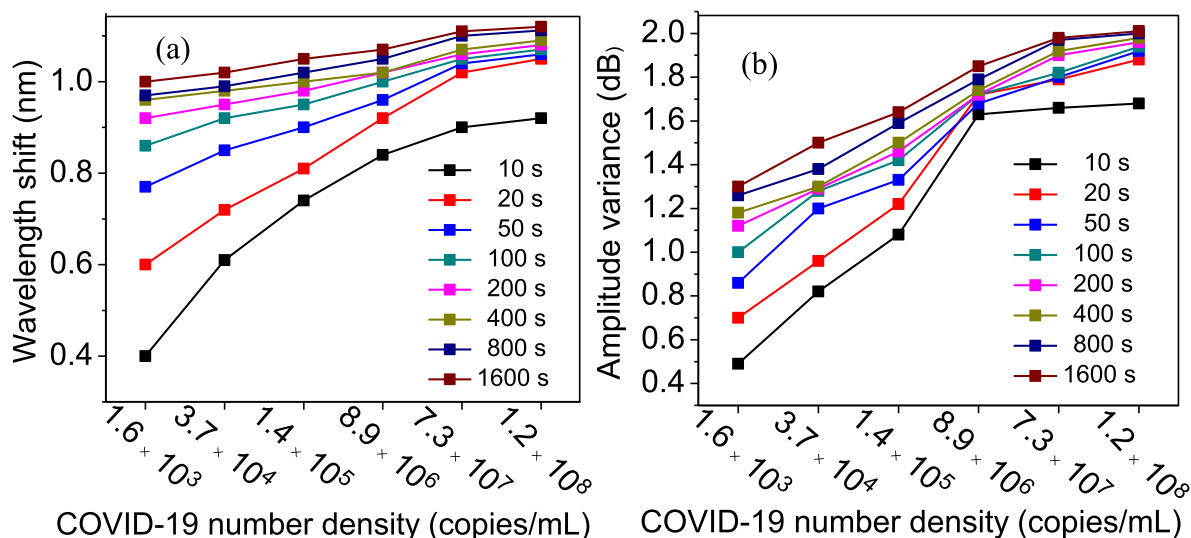 (a)
Wavelength shift (nm)
1.0
0.8
0.6
0.4
10 s
20 s
50 s
100 s
200 s
400 s
800 s
1600 s
1.6 × 10³
3.7 × 10⁴
1.4 × 10⁵
8.9 × 10⁶
7.3 × 10⁷
1.2 × 10⁸
COVID-19 number density (copies/mL)
(b)
Amplitude variance (dB)
2.0
1.8
1.6
1.4
1.2
1.0
0.8
0.6
0.4
10 s
20 s
50 s
100 s
200 s
400 s
800 s
1600 s
1.6 × 10³
3.7 × 10⁴
1.4 × 10⁵
8.9 × 10⁶
7.3 × 10⁷
1.2 × 10⁸
COVID-19 number density (copies/mL)